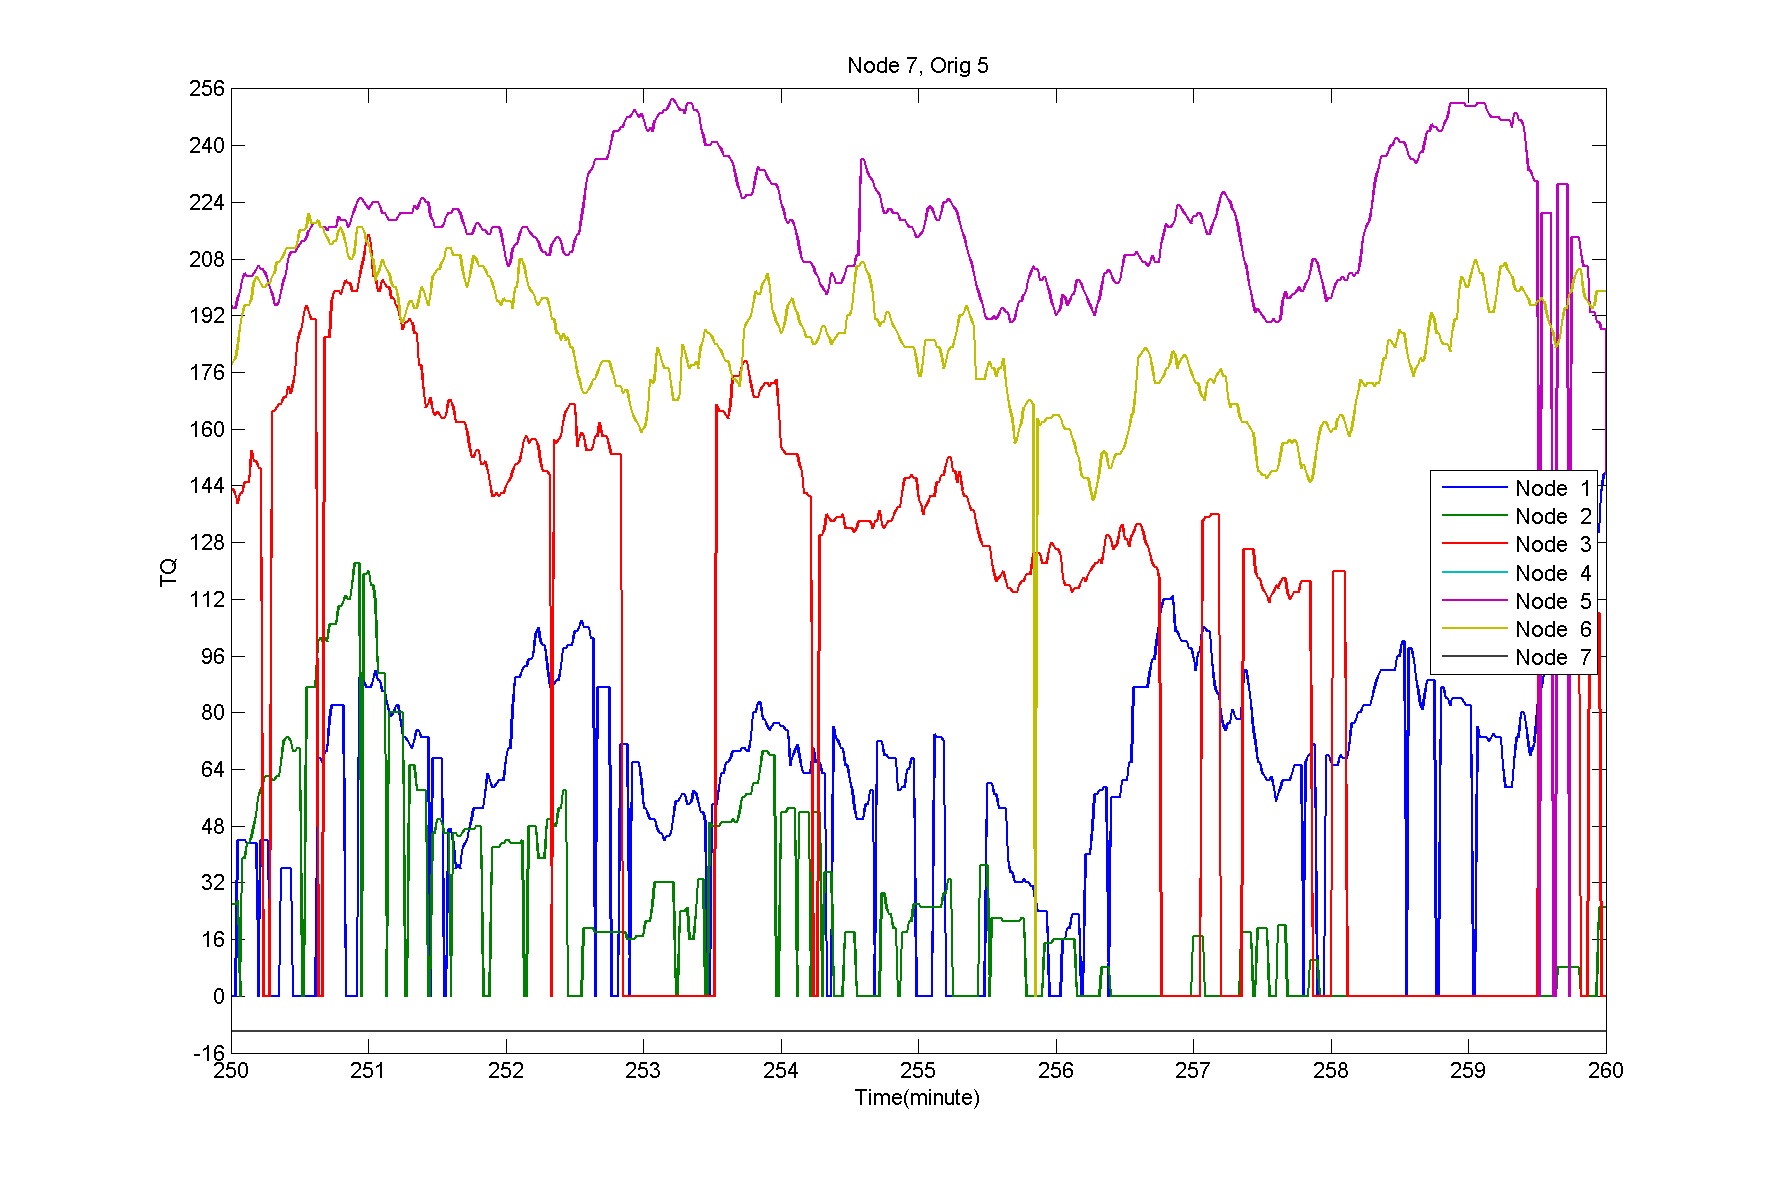 Node 7, Orig 5
256
240
224
208
192
176
160
144
128
112
96
80
64
48
32
16
0
-16
TQ
Node 1
Node 2
Node 3
Node 4
Node 5
Node 6
Node 7
250 251 252 253 254 255 256 257 258 259 260
Time(minute)